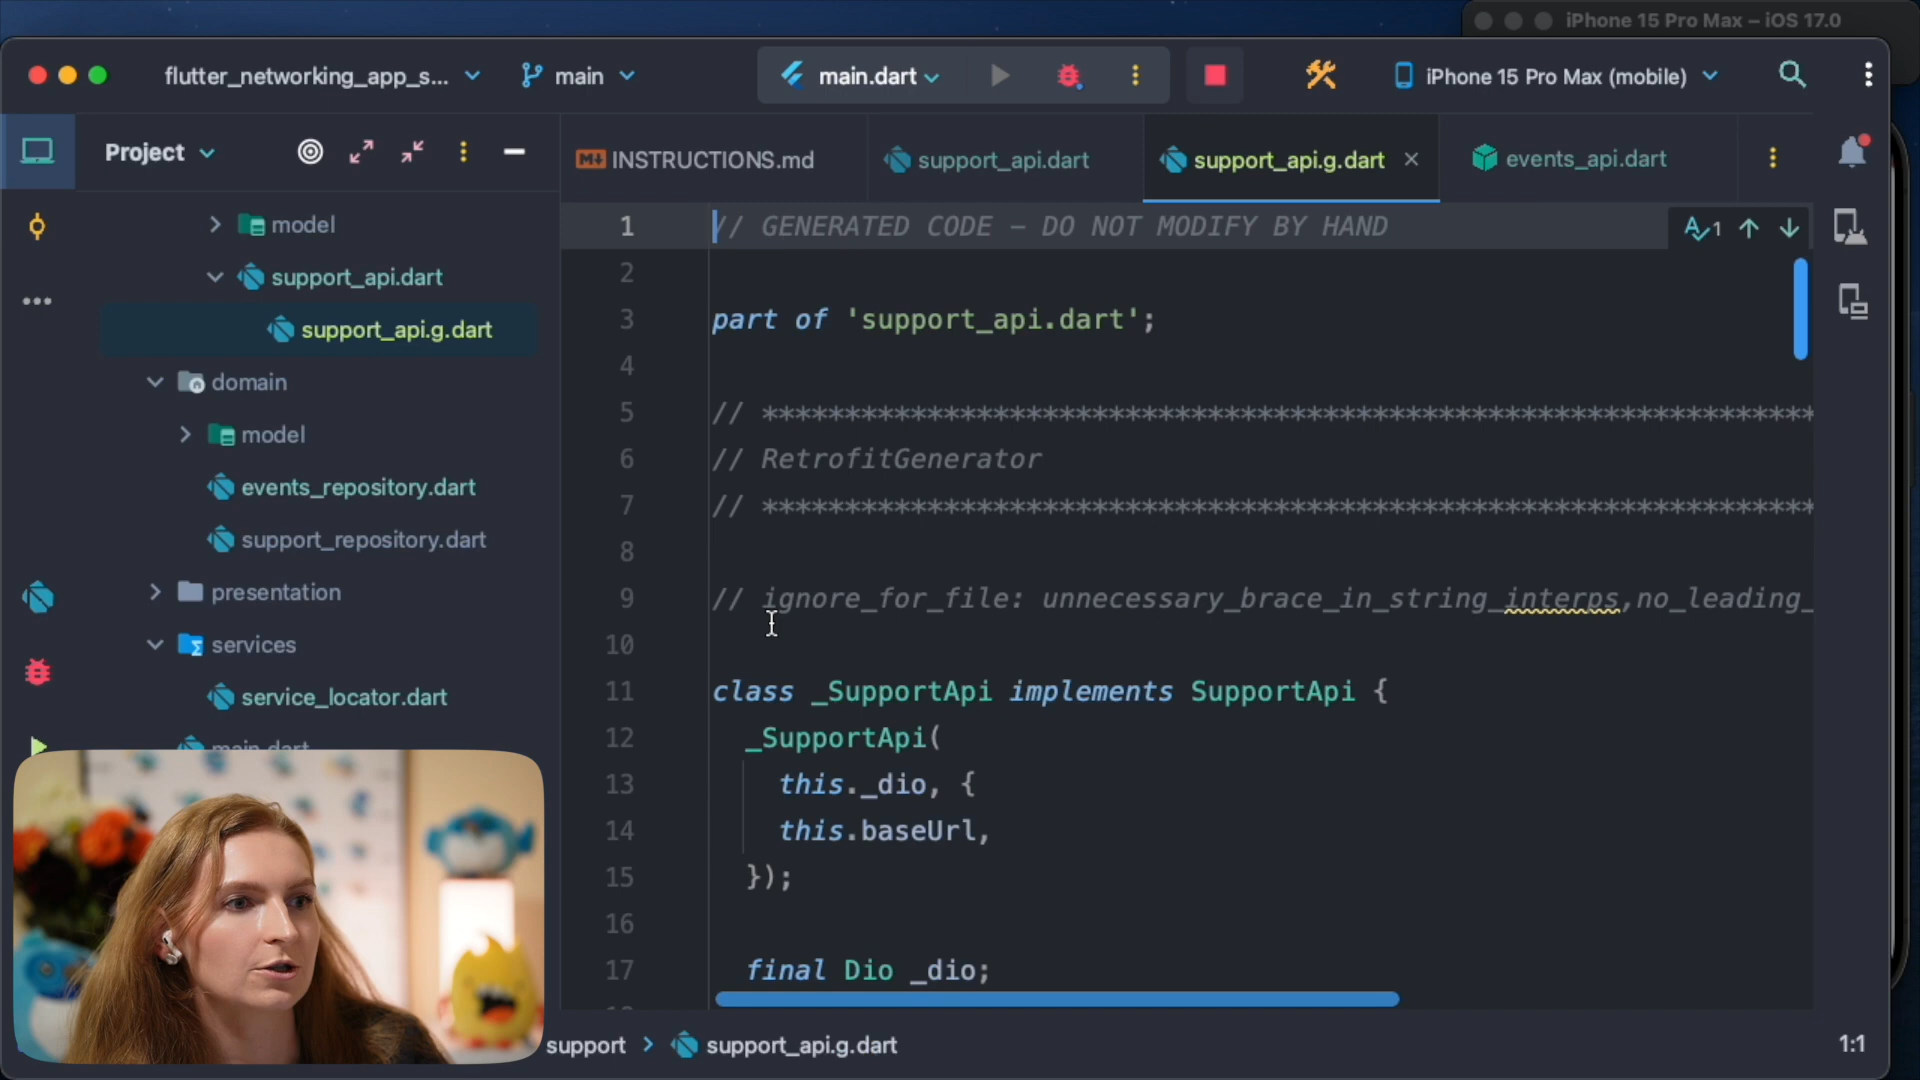 iPhone 15 Pro Max – iOS 17.0
flutter_networking_app_s...
main
main.dart
iPhone 15 Pro Max (mobile)
Project
INSTRUCTIONS.md
support_api.dart
support_api.g.dart
events_api.dart
model
support_api.dart
support_api.g.dart
domain
model
events_repository.dart
support_repository.dart
presentation
services
service_locator.dart
main.dart
1 // GENERATED CODE – DO NOT MODIFY BY HAND
1
2
3 part of 'support_api.dart';
4
5 // ****************************************************************
6 // RetrofitGenerator
7 // ****************************************************************
8
9 // ignore_for_file: unnecessary_brace_in_string_interps,no_leading_
10
11 class _SupportApi implements SupportApi {
12 _SupportApi(
13 this._dio, {
14 this.baseUrl,
15 });
16
17 final Dio _dio;
support > support_api.g.dart
1:1